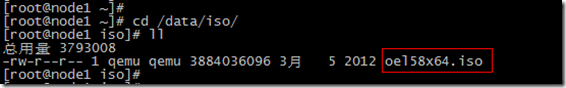 [root@node1 ~]#
[root@node1 ~]# cd /data/iso/
[root@node1 iso]# ll
总用量 3793008
-rw-r--r-- 1 qemu qemu 3884036096 3月   5 2012 oel58x64.iso
[root@node1 iso]#